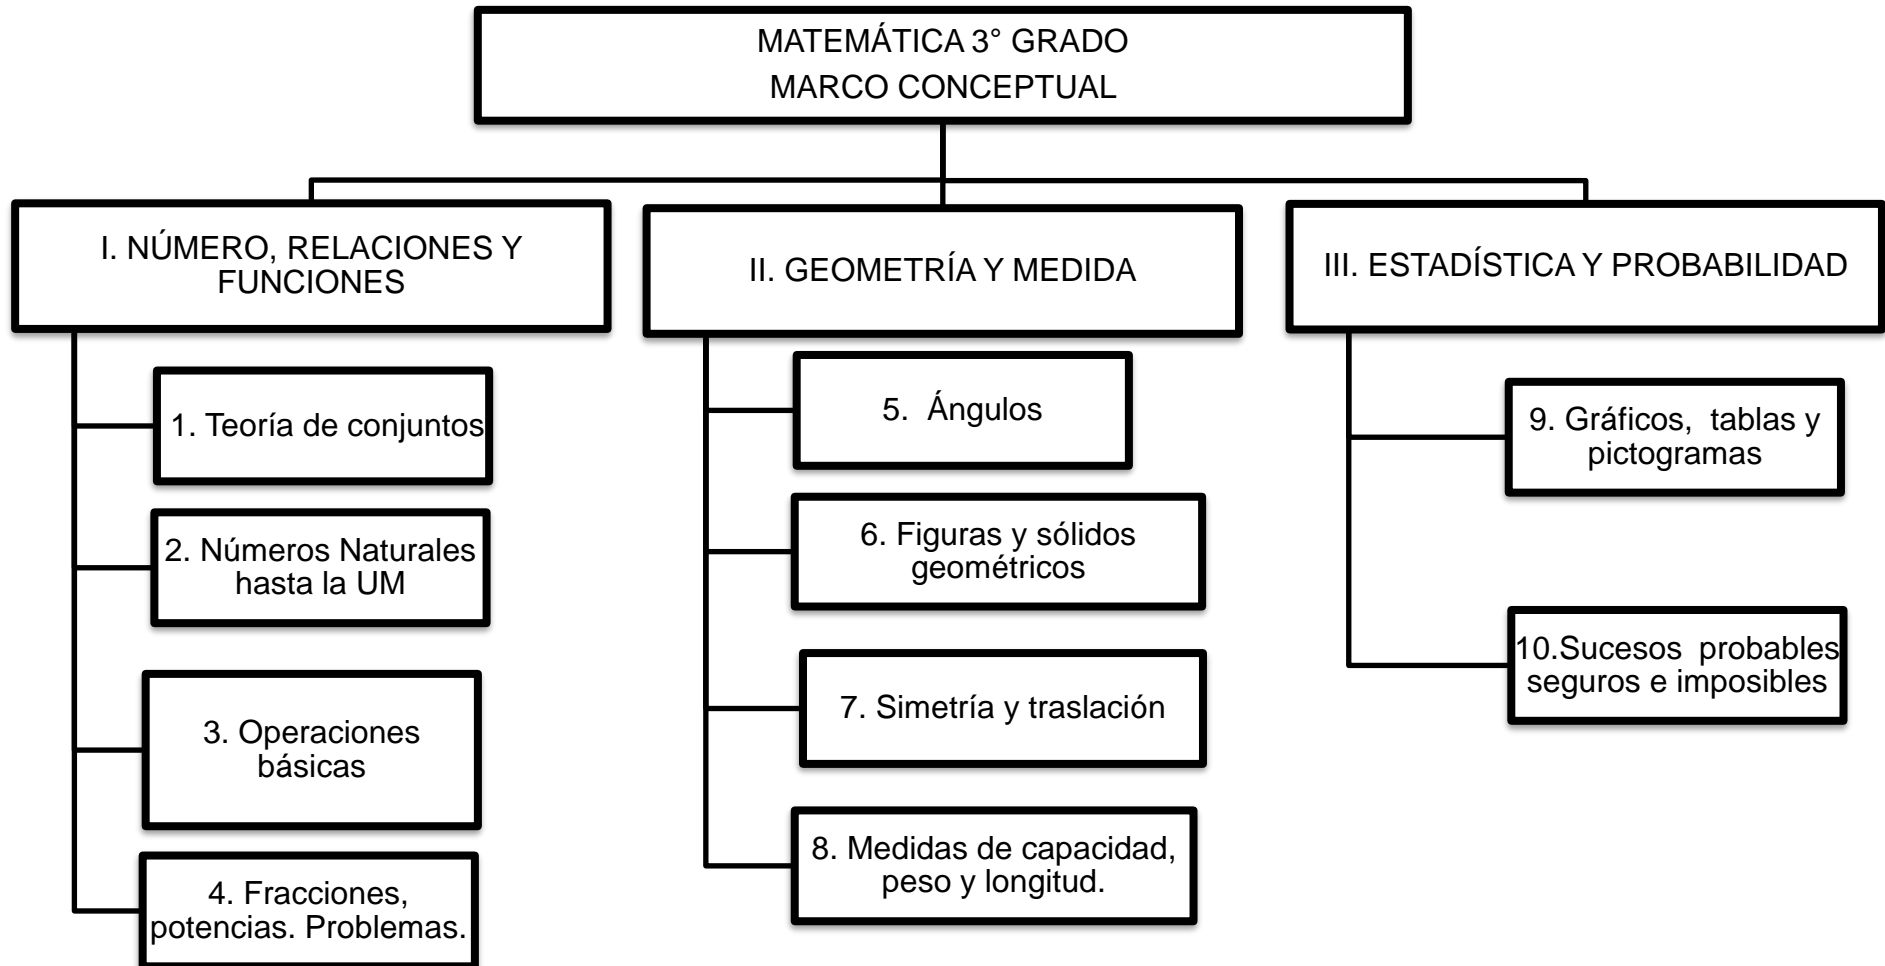 MATEMÁTICA 3° GRADO
MARCO CONCEPTUAL
I. NÚMERO, RELACIONES Y
FUNCIONES
1. Teoría de conjuntos
2. Números Naturales
hasta la UM
3. Operaciones
básicas
4. Fracciones,
potencias. Problemas.
II. GEOMETRÍA Y MEDIDA
5. Ángulos
6. Figuras y sólidos
geométricos
7. Simetría y traslación
8. Medidas de capacidad,
peso y longitud.
III. ESTADÍSTICA Y PROBABILIDAD
9. Gráficos, tablas y
pictogramas
10.Sucesos probables
seguros e imposibles